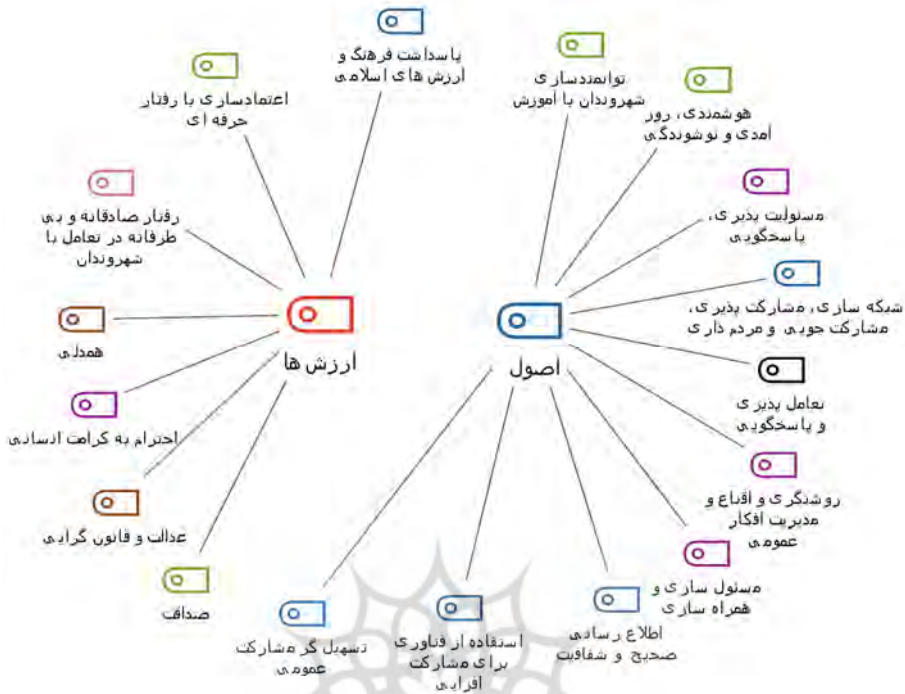 پاسداشت فرهنگ و
ارزش های اسلامی
اعتمادسازی با رفتار
حرفه ای
رفتار صادقانه و بی
طرفانه در تعامل با
شهروندان
همدلی
احترام به کرامت انسانی
عدالت و قانون گرایی
صداقت
ارزش ها
توانمندسازی
شهروندان با آموزش
هوشمندی، روز
آمدی و نوشوندگی
مسئولیت پذیری،
پاسخگویی
شبکه سازی، مشارکت پذیری،
مشارکت جویی و مردم داری
تعامل پذیری
و پاسخگویی
روشنگری و اقناع و
مدیریت افکار
عمومی
مسئول سازی و
همراه سازی
اطلاع رسانی
صحیح و شفافیت
استفاده از فناوری
برای مشارکت
افزایی
تسهیل گر مشارکت
عمومی
اصول